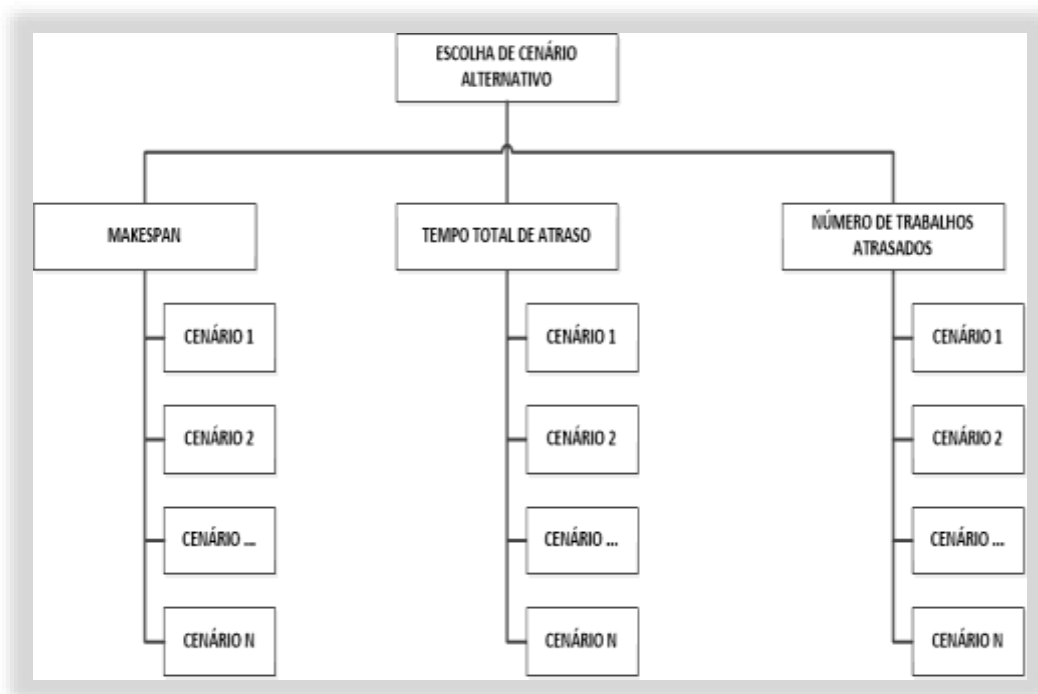 ESCOLHA DE CENÁRIO
ALTERNATIVO
MAKESPAN
TEMPO TOTAL DE ATRASO
NÚMERO DE TRABALHOS
ATRASADOS
CENÁRIO 1
CENÁRIO 2
CENÁRIO ...
CENÁRIO N
CENÁRIO 1
CENÁRIO 2
CENÁRIO ...
CENÁRIO N
CENÁRIO 1
CENÁRIO 2
CENÁRIO ...
CENÁRIO N